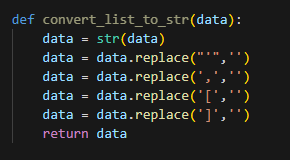 def convert_list_to_str(data):
    data = str(data)
    data = data.replace("'",'')
    data = data.replace(',','')
    data = data.replace('[','')
    data = data.replace(']','')
    return data